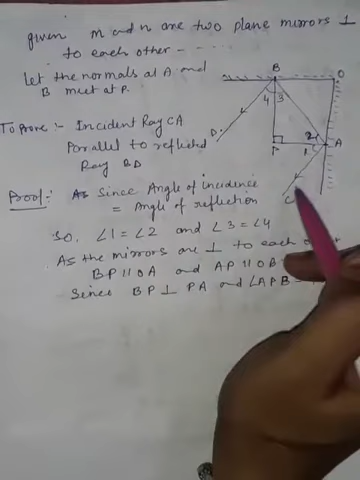 given m and n are two plane mirrors ⊥
to each other - - - - -
Let the normals at A and
B meet at P.
To Prove :- Incident Ray CA
Parallel to reflected
Ray BD
Proof :- As Since Angle of incidence
= Angle of reflection
So, ∠1 = ∠2 and ∠3 = ∠4
As the mirrors are ⊥ to each other
BP || OA and AP || OB
Since BP ⊥ PA and ∠APB =
B
O
4 3
D
P
2
1
A
C